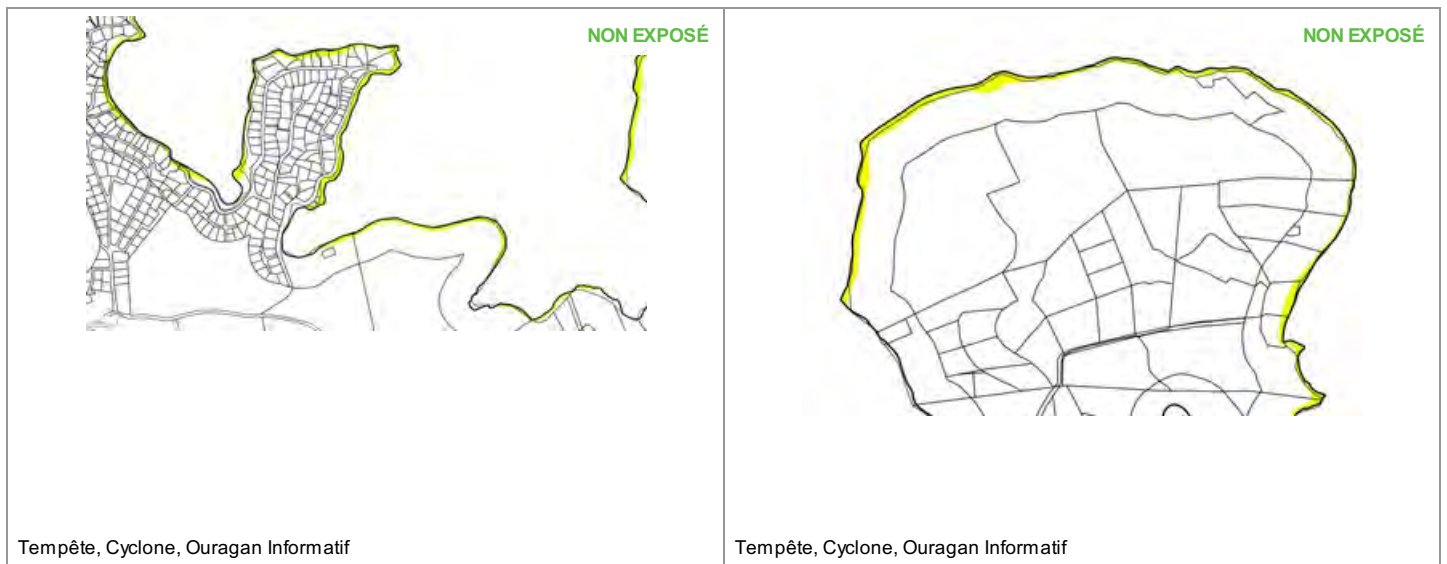 NON EXPOSÉ
Tempête, Cyclone, Ouragan Informatif
NON EXPOSÉ
Tempête, Cyclone, Ouragan Informatif